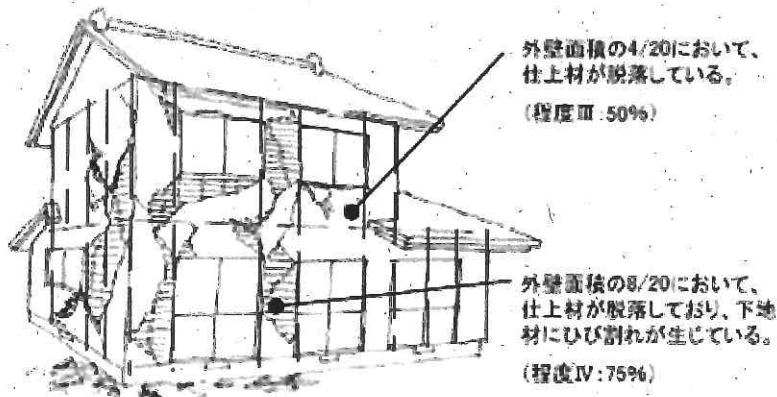 外壁面積の4/20において、
仕上材が脱落している。
(程度Ⅲ:50%)
外壁面積の8/20において、
仕上材が脱落しており、下地
材にひび割れが生じている。
(程度Ⅳ:75%)